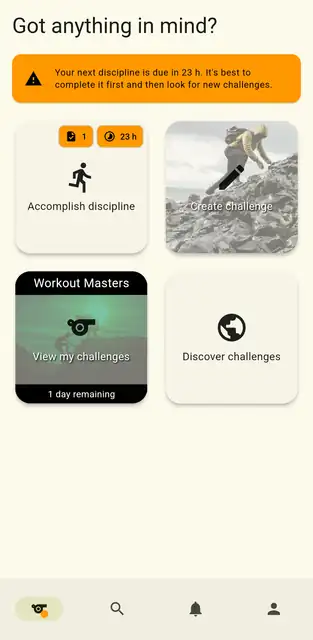 Got anything in mind?
Your next discipline is due in 23 h. It's best to
complete it first and then look for new challenges.
1
23 h
Accomplish discipline
Create challenge
Workout Masters
View my challenges
1 day remaining
Discover challenges